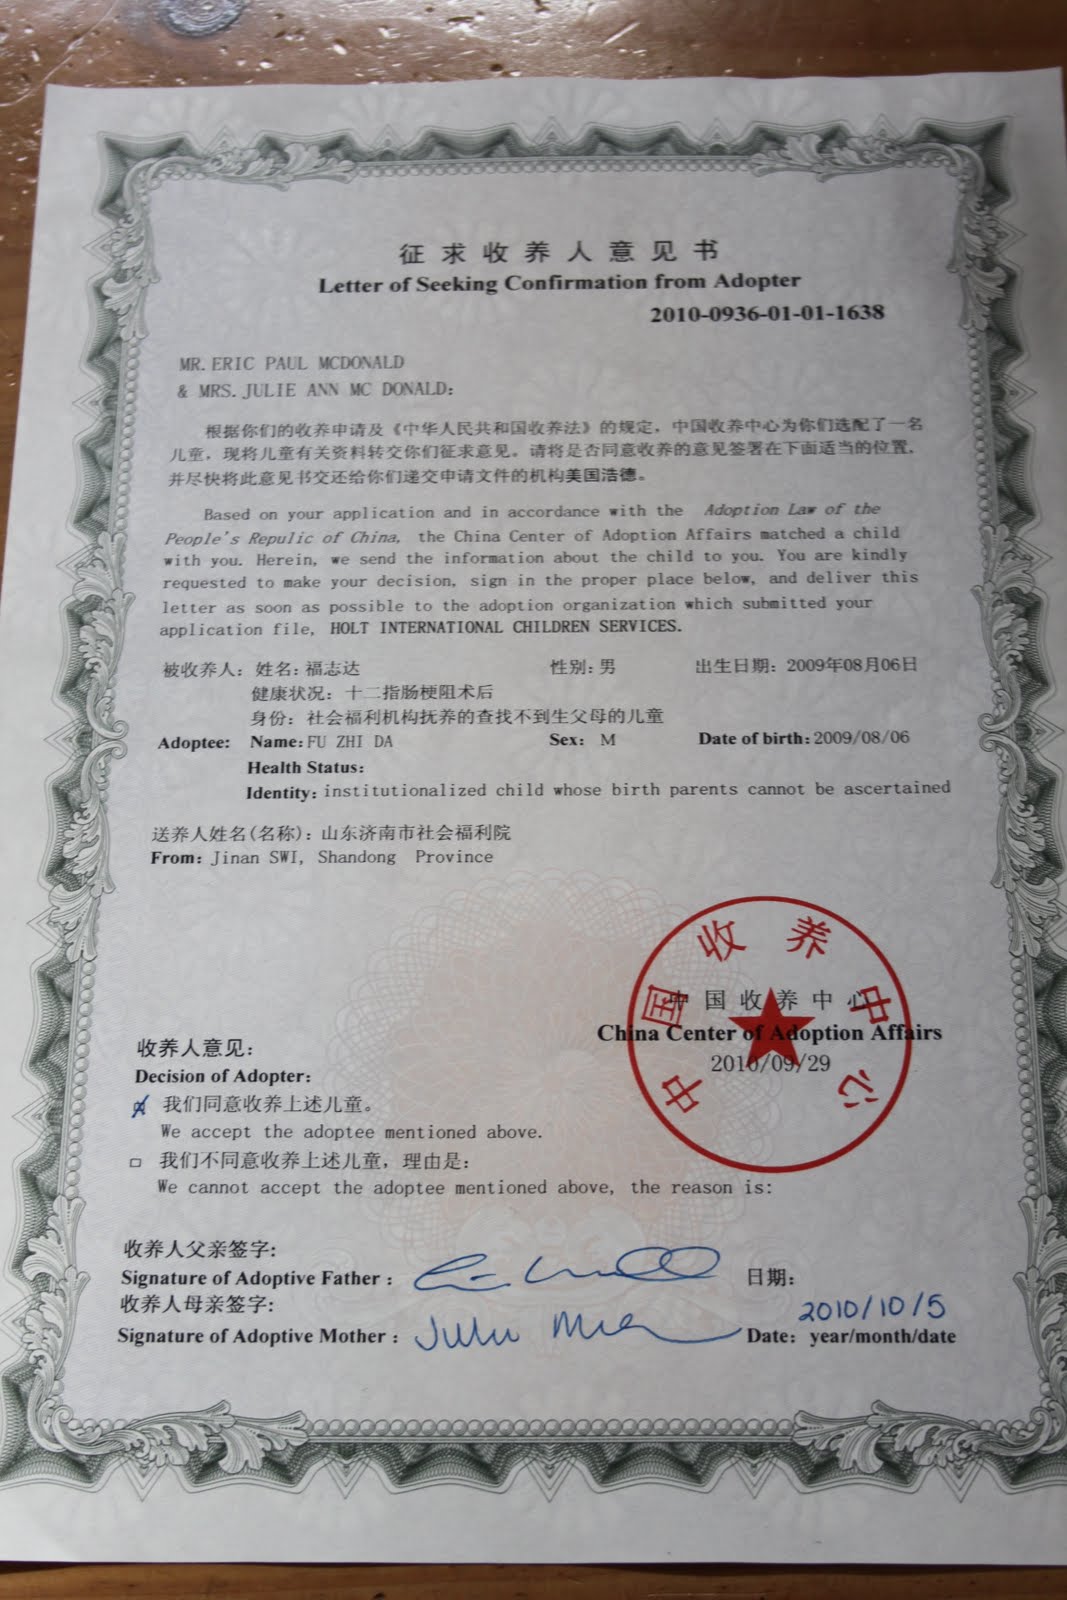 征求收养人意见书
Letter of Seeking Confirmation from Adopter
2010-0936-01-01-1638
MR. ERIC PAUL MCDONALD
& MRS. JULIE ANN MC DONALD:
根据你们的收养申请及《中华人民共和国收养法》的规定，中国收养中心为你们选配了一名
儿童，现将儿童有关资料转交你们征求意见。请将是否同意收养的意见签署在下面适当的位置，
并尽快将此意见书交还给你们递交申请文件的机构美国浩德。
Based on your application and in accordance with the Adoption Law of the
People's Repulic of China, the China Center of Adoption Affairs matched a child
with you. Herein, we send the information about the child to you. You are kindly
requested to make your decision, sign in the proper place below, and deliver this
letter as soon as possible to the adoption organization which submitted your
application file, HOLT INTERNATIONAL CHILDREN SERVICES.
被收养人：姓名：福志达 性别：男 出生日期：2009年08月06日
健康状况：十二指肠梗阻术后
身份：社会福利机构抚养的查找不到生父母的儿童
Adoptee: Name: FU ZHI DA Sex: M Date of birth: 2009/08/06
Health Status:
Identity: institutionalized child whose birth parents cannot be ascertained
送养人姓名(名称)：山东济南市社会福利院
From: Jinan SWI, Shandong Province
中国收养中心
中国收养中心
China Center of Adoption Affairs
2010/09/29
收养人意见：
Decision of Adopter:
我们同意收养上述儿童。
We accept the adoptee mentioned above.
□ 我们不同意收养上述儿童，理由是：
We cannot accept the adoptee mentioned above, the reason is:
收养人父亲签字:
Signature of Adoptive Father : 日期:
收养人母亲签字:
2010/10/5
Signature of Adoptive Mother : Julie Date: year/month/date